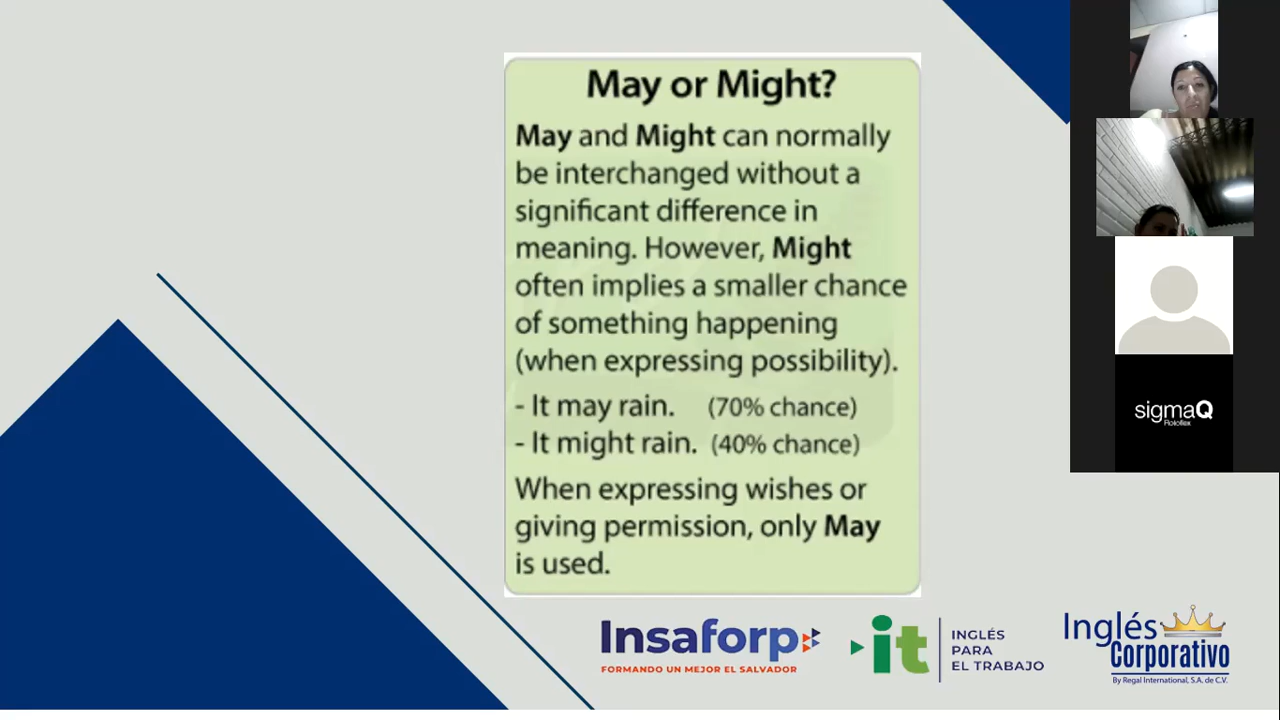 May or Might?
May and Might can normally
be interchanged without a
significant difference in
meaning. However, Might
often implies a smaller chance
of something happening
(when expressing possibility).
- It may rain. (70% chance)
- It might rain. (40% chance)
When expressing wishes or
giving permission, only May
is used.
sigmaQ
Rotoflex
Insaforp
FORMANDO UN MEJOR EL SALVADOR
it
INGLÉS
PARA
EL TRABAJO
Inglés
Corporativo
By Regal International, S.A. de C.V.